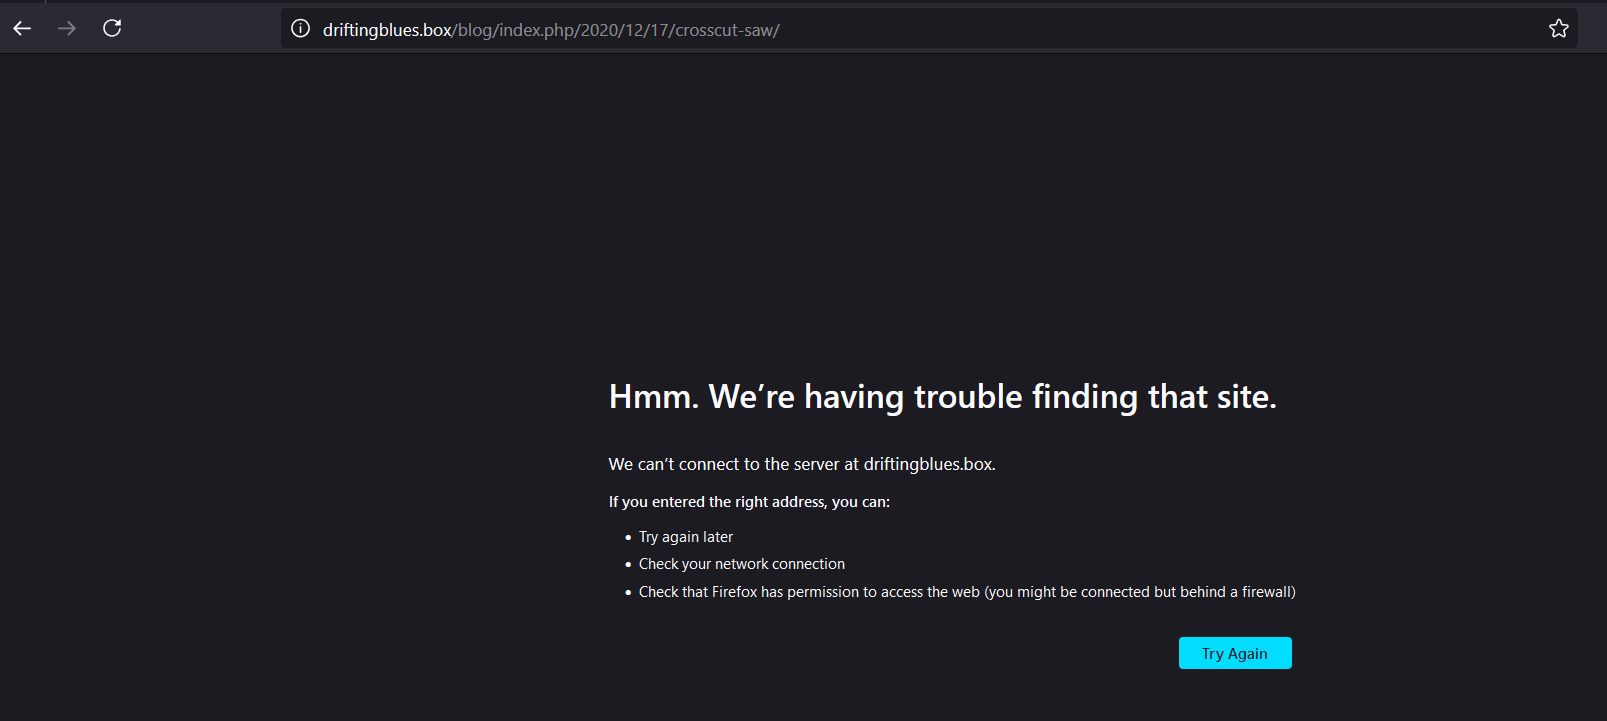 driftingblues.box/blog/index.php/2020/12/17/crosscut-saw/
Hmm. We’re having trouble finding that site.
We can’t connect to the server at driftingblues.box.
If you entered the right address, you can:
• Try again later
• Check your network connection
• Check that Firefox has permission to access the web (you might be connected but behind a firewall)
Try Again